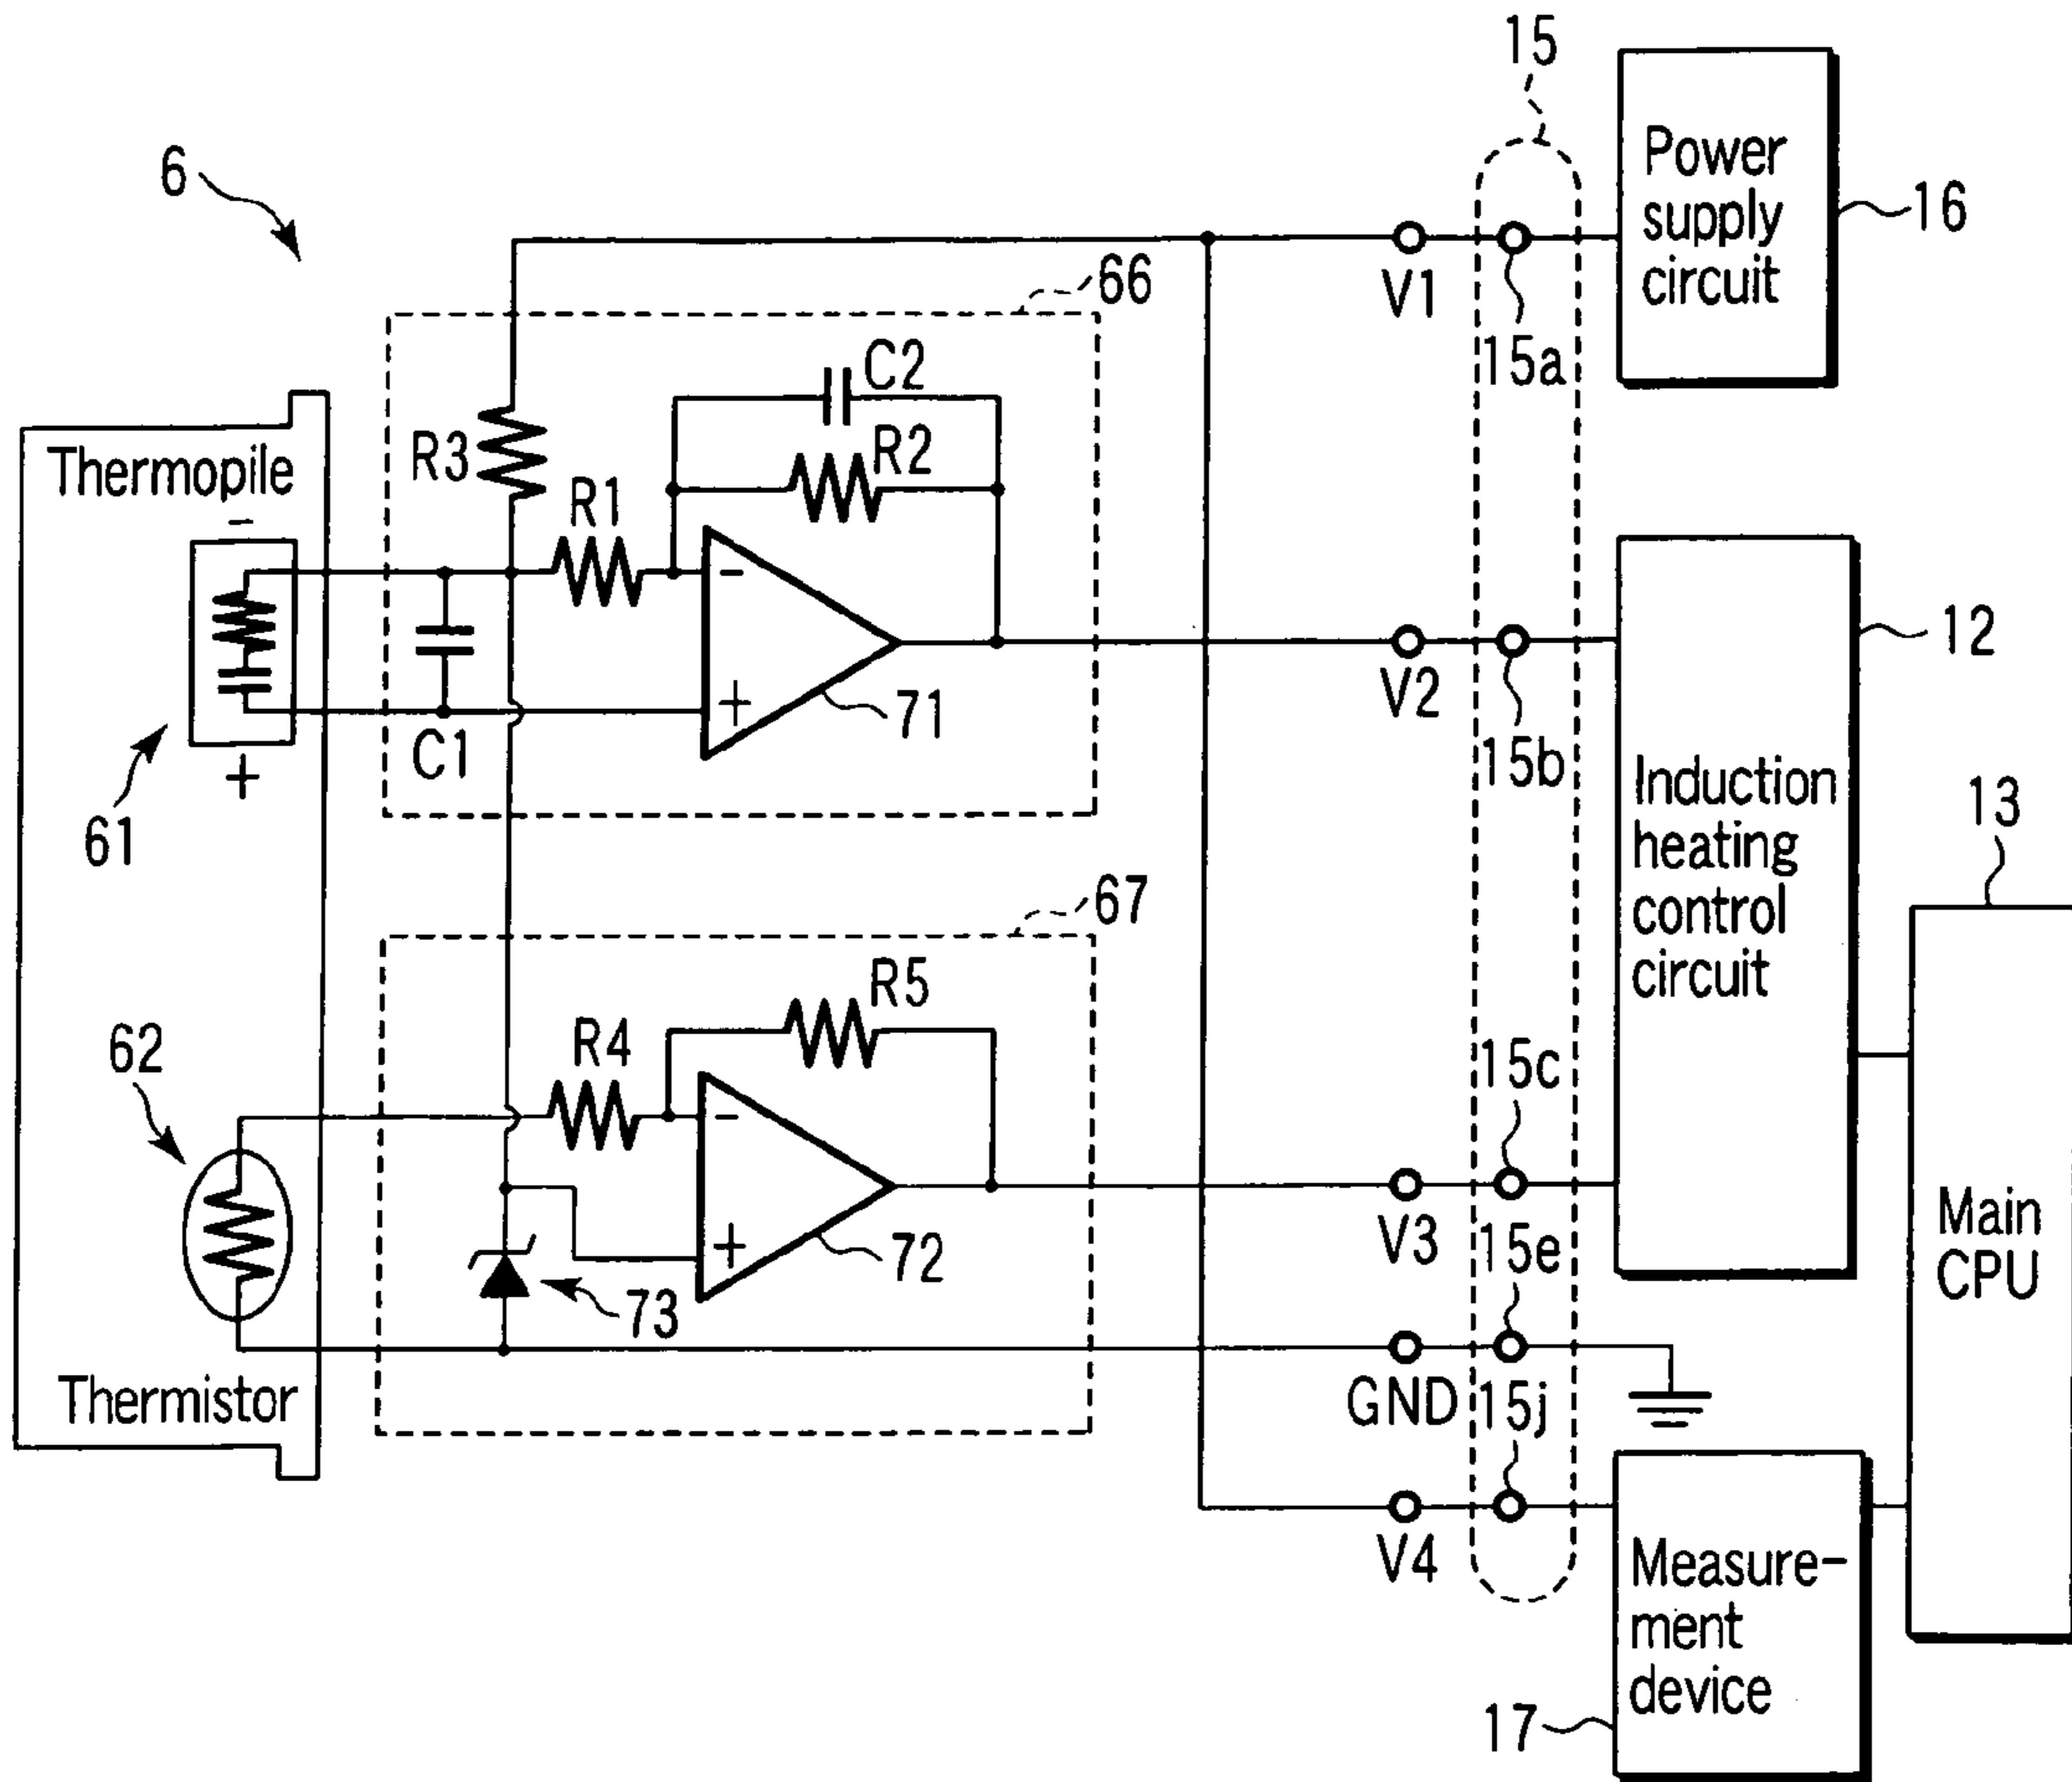 15
Power
supply
circuit
16
6
66
V1
15a
C2
R3
R2
Thermopile
R1
-
-
12
+
71
V2
C1
15b
+
61
Induction
heating
control
circuit
13
67
R5
62
R4
15c
-
Main
CPU
+
72
V3
15e
73
GND
15j
Thermistor
V4
Measure-
ment
device
17